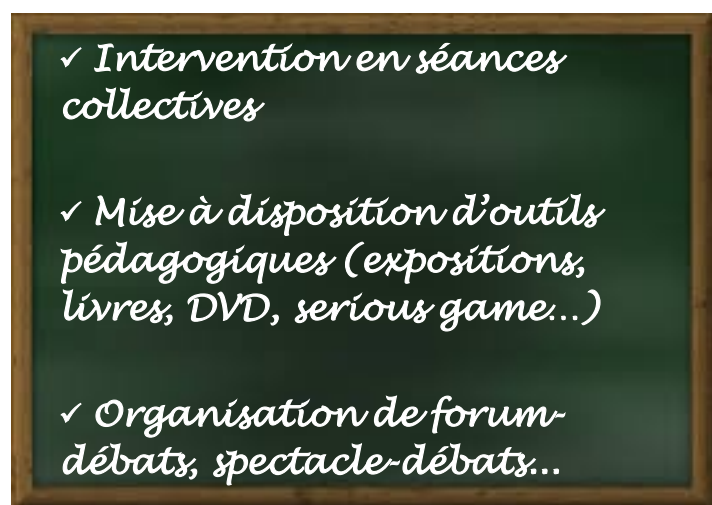 ✓ Intervention en séances
collectives
✓ Mise à disposition d’outils
pédagogiques (expositions,
livres, DVD, serious game…)
✓ Organisation de forum-
débats, spectacle-débats...